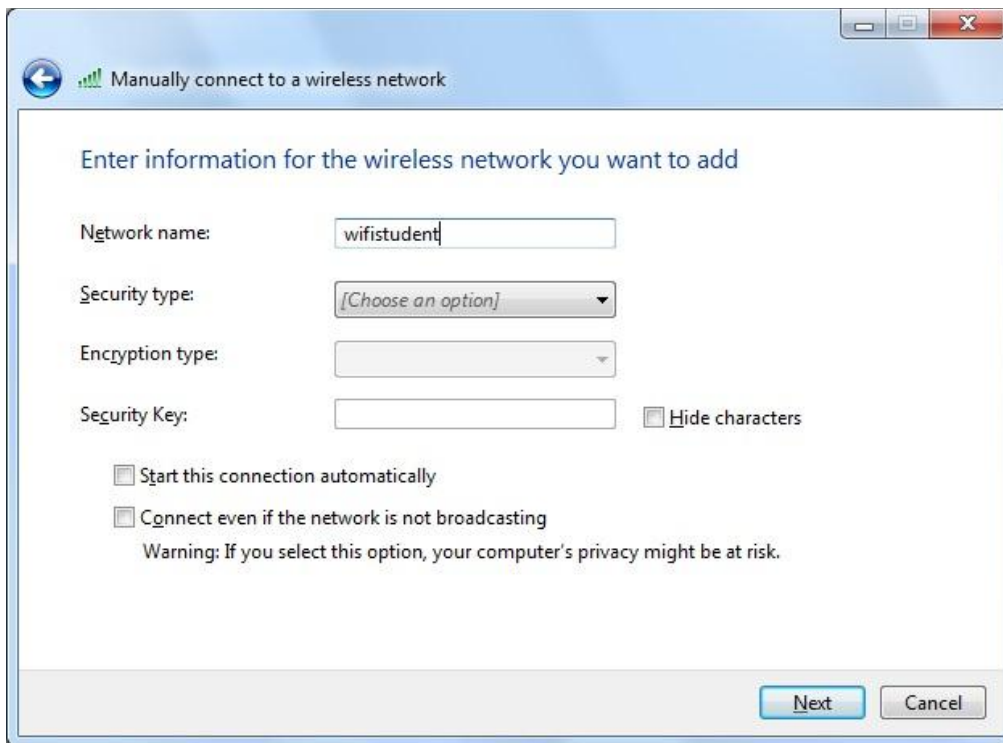 Manually connect to a wireless network
Enter information for the wireless network you want to add
Network name: wifistudent
Security type: [Choose an option]
Encryption type:
Security Key: Hide characters
Start this connection automatically
Connect even if the network is not broadcasting
Warning: If you select this option, your computer's privacy might be at risk.
Next Cancel